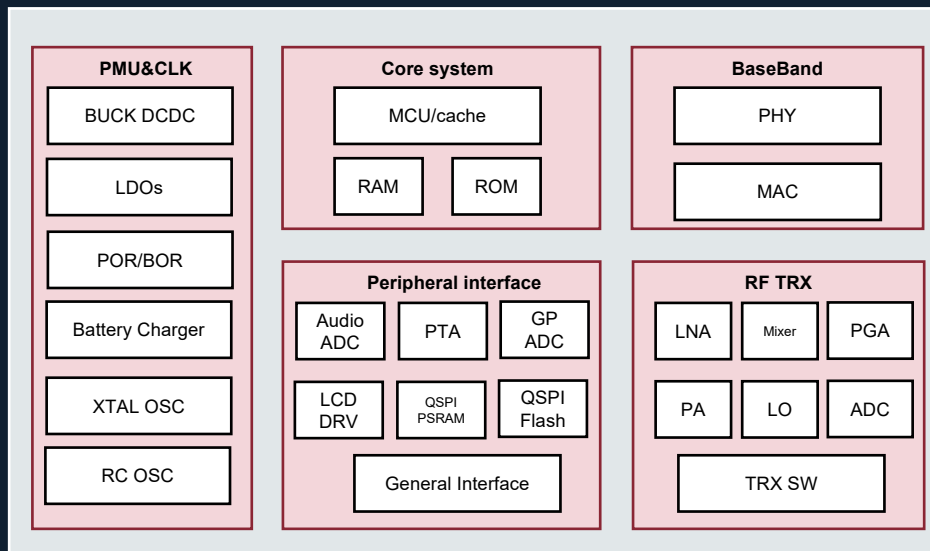 PMU&CLK
BUCK DCDC
LDOs
POR/BOR
Battery Charger
XTAL OSC
RC OSC
Core system
MCU/cache
RAM
ROM
BaseBand
PHY
MAC
Peripheral interface
Audio
ADC
PTA
GP
ADC
LCD
DRV
QSPI
PSRAM
QSPI
Flash
General Interface
RF TRX
LNA
Mixer
PGA
PA
LO
ADC
TRX SW